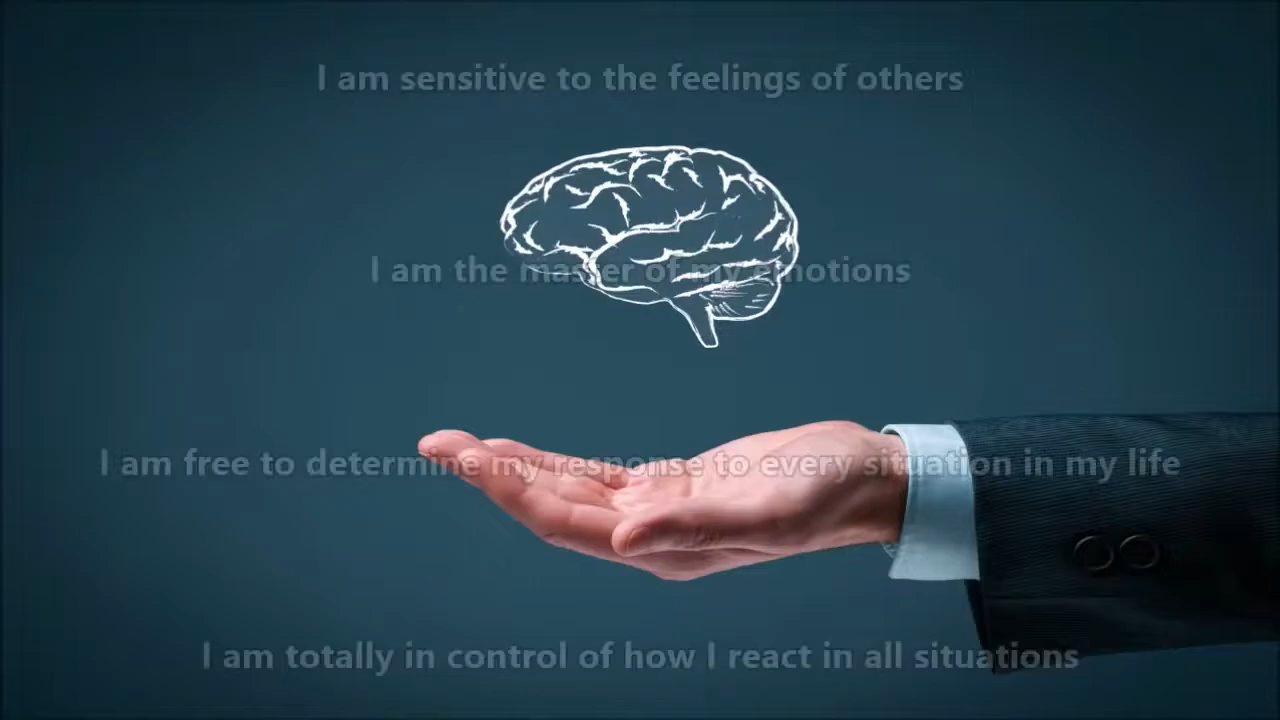 I am sensitive to the feelings of others
I am the master of my emotions
I am free to determine my response to every situation in my life
I am totally in control of how I react in all situations